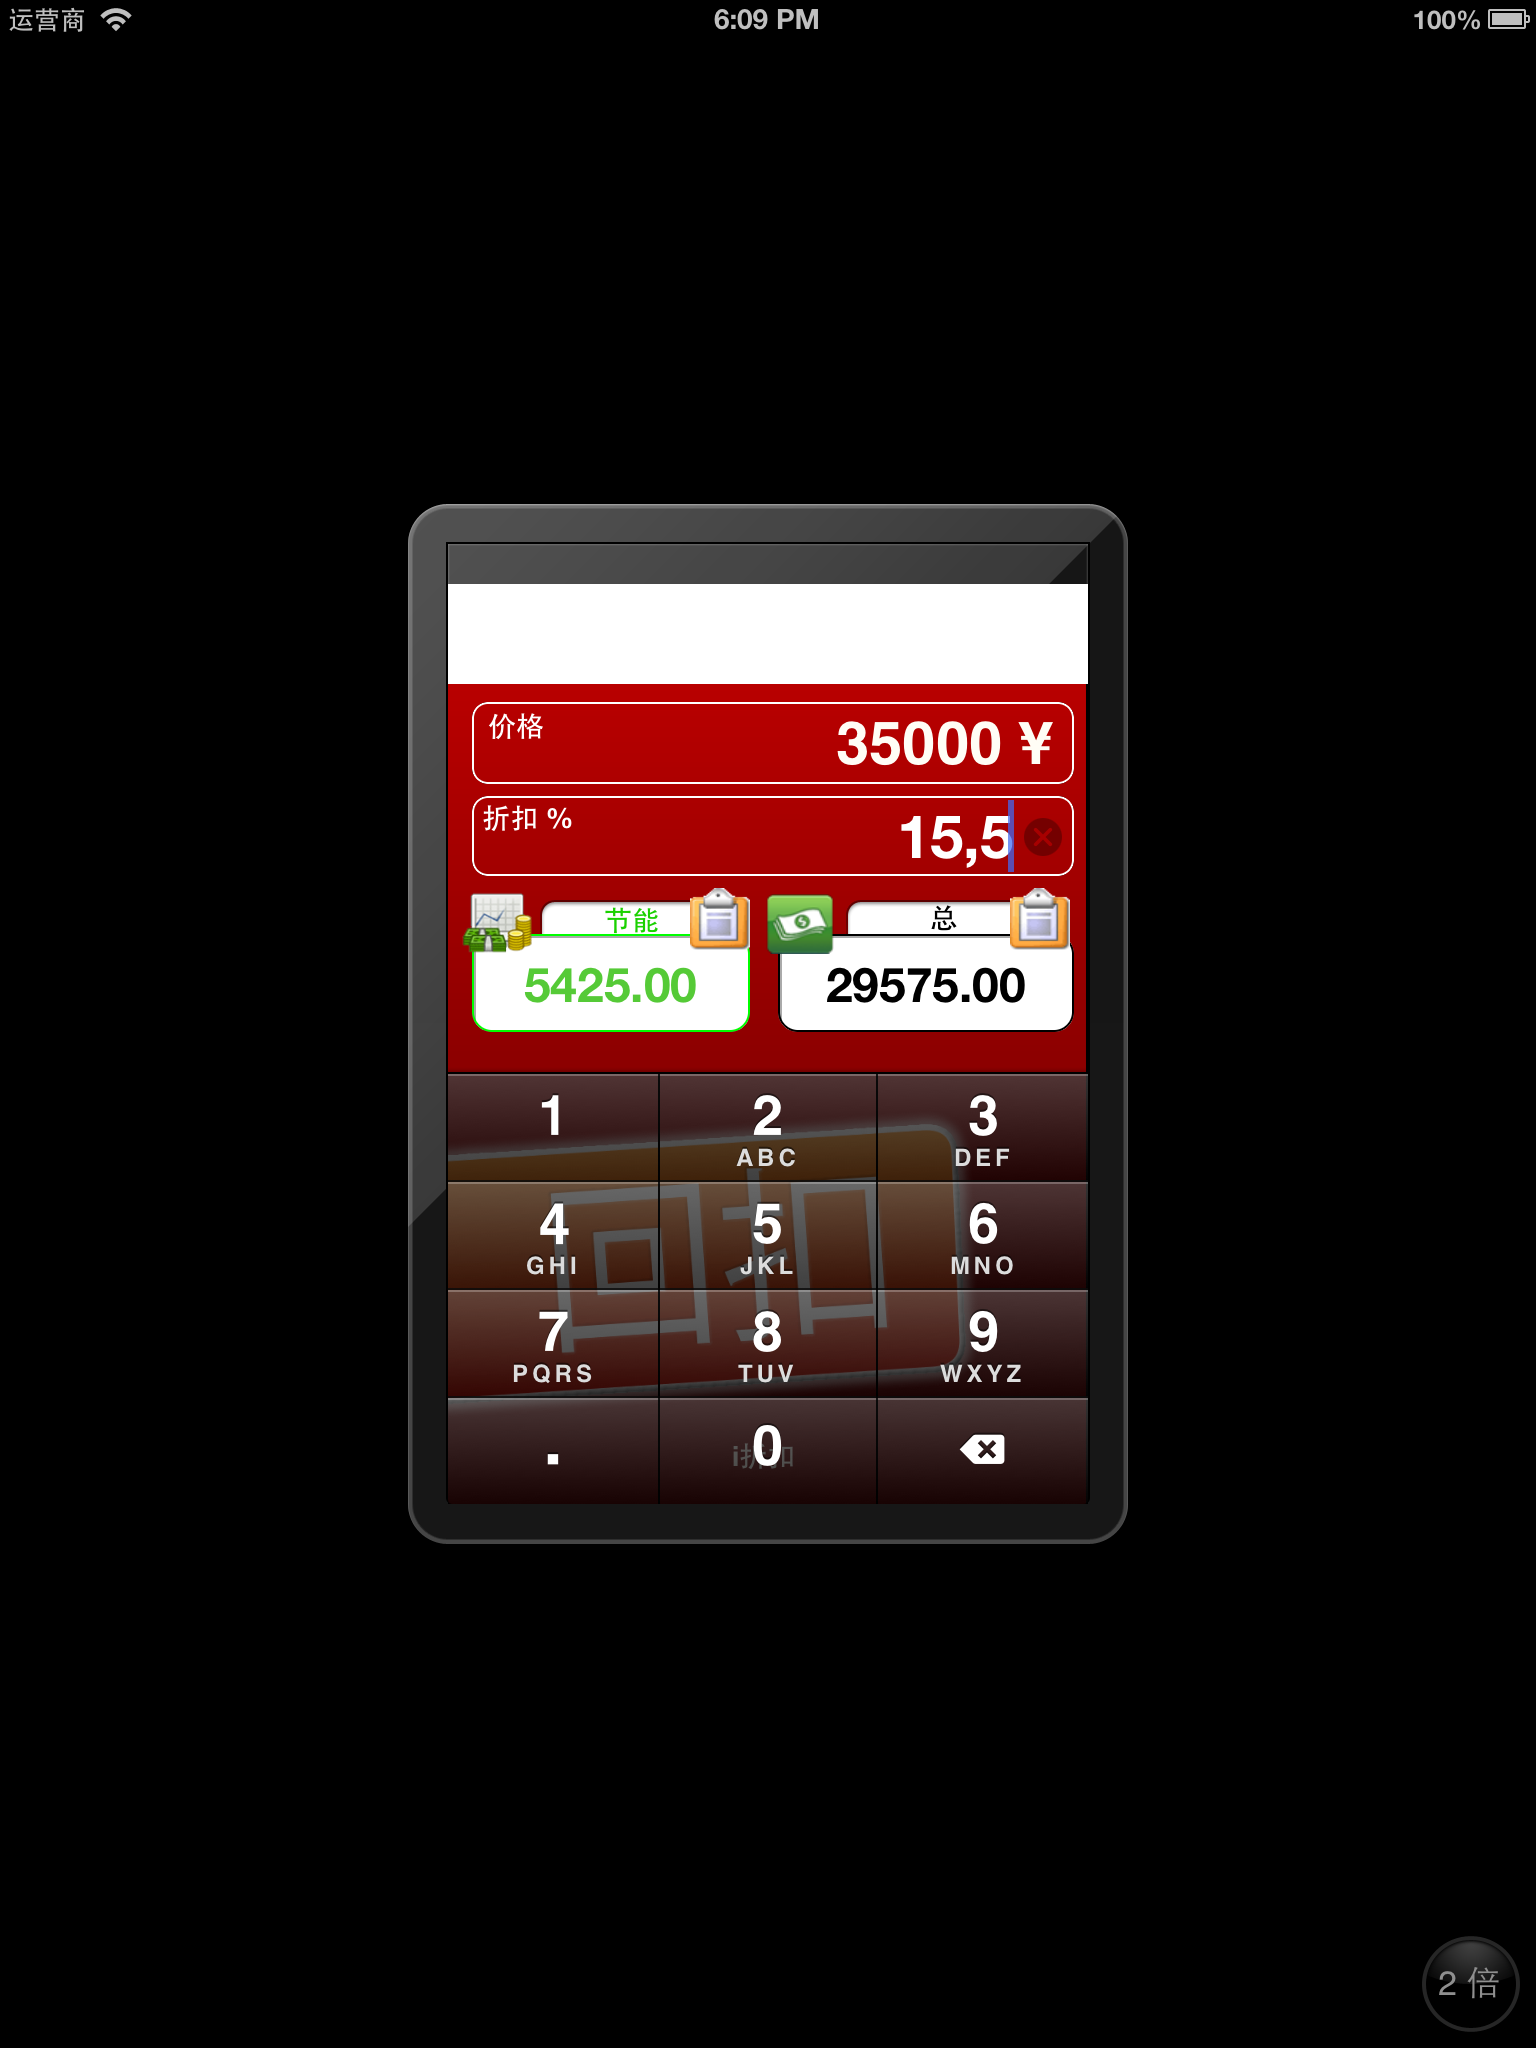 运营商 6:09 PM 100%
价格 35000 ¥
折扣 % 15,5
节能 总
5425.00 29575.00
1 2 3
ABC DEF
回扣
4 5 6
GHI JKL MNO
7 8 9
PQRS TUV WXYZ
. 0
i折扣
2 倍